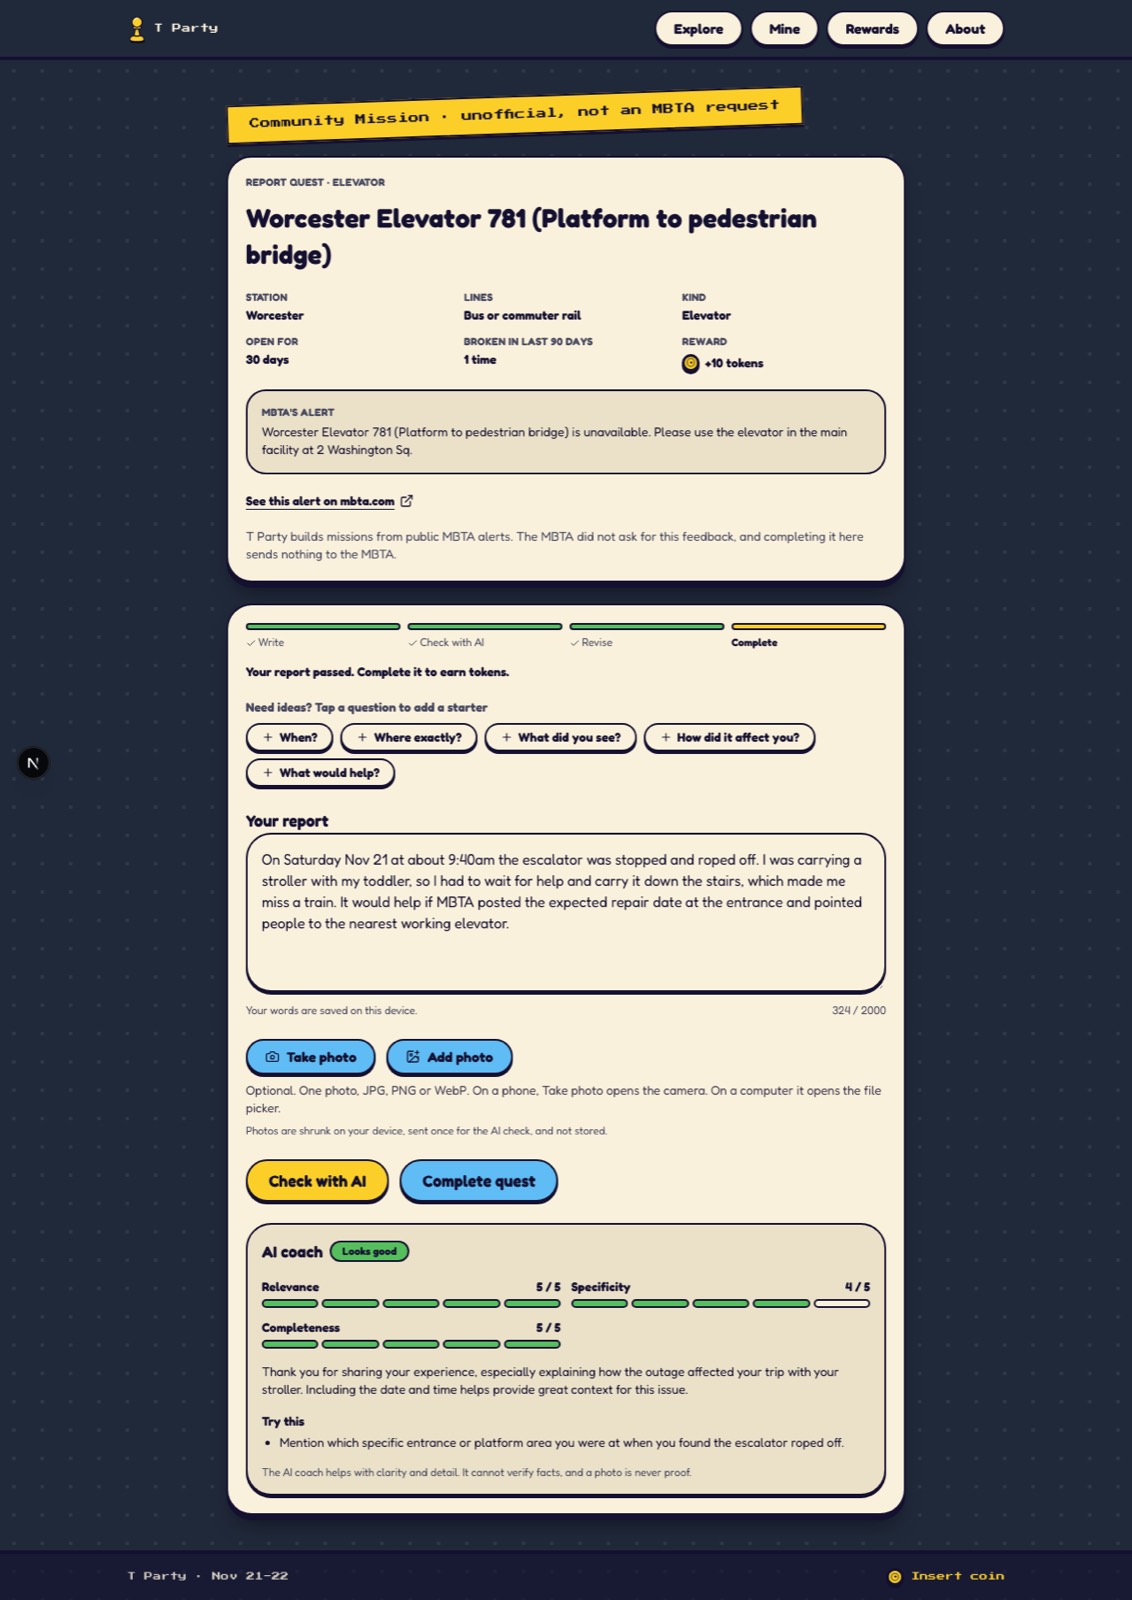 T Party
Explore
Mine
Rewards
About
Community Mission · unofficial, not an MBTA request
REPORT QUEST · ELEVATOR
Worcester Elevator 781 (Platform to pedestrian
bridge)
STATION
LINES
KIND
Worcester
Bus or commuter rail
Elevator
OPEN FOR
BROKEN IN LAST 90 DAYS
REWARD
30 days
1 time
+10 tokens
MBTA'S ALERT
Worcester Elevator 781 (Platform to pedestrian bridge) is unavailable. Please use the elevator in the main
facility at 2 Washington Sq.
See this alert on mbta.com
T Party builds missions from public MBTA alerts. The MBTA did not ask for this feedback, and completing it here
sends nothing to the MBTA.
✓ Write
✓ Check with AI
✓ Revise
Complete
Your report passed. Complete it to earn tokens.
Need ideas? Tap a question to add a starter
+ When?
+ Where exactly?
+ What did you see?
+ How did it affect you?
+ What would help?
N
Your report
On Saturday Nov 21 at about 9:40am the escalator was stopped and roped off. I was carrying a
stroller with my toddler, so I had to wait for help and carry it down the stairs, which made me
miss a train. It would help if MBTA posted the expected repair date at the entrance and pointed
people to the nearest working elevator.
Your words are saved on this device.
324 / 2000
Take photo
Add photo
Optional. One photo, JPG, PNG or WebP. On a phone, Take photo opens the camera. On a computer it opens the file
picker.
Photos are shrunk on your device, sent once for the AI check, and not stored.
Check with AI
Complete quest
AI coach
Looks good
Relevance
5 / 5
Specificity
4 / 5
Completeness
5 / 5
Thank you for sharing your experience, especially explaining how the outage affected your trip with your
stroller. Including the date and time helps provide great context for this issue.
Try this
• Mention which specific entrance or platform area you were at when you found the escalator roped off.
The AI coach helps with clarity and detail. It cannot verify facts, and a photo is never proof.
T Party · Nov 21-22
Insert coin